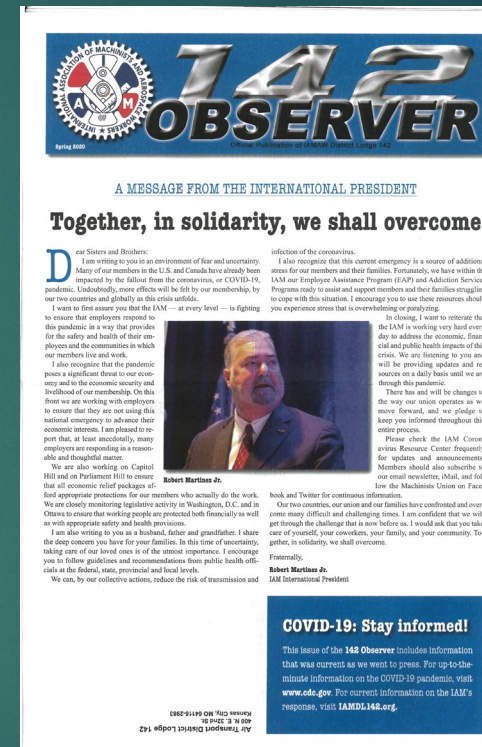 INTERNATIONAL ASSOCIATION OF MACHINISTS AND AEROSPACE WORKERS
I A M
OF
142
OBSERVER
Spring 2020
Official Publication of IAMAW District Lodge 142
A MESSAGE FROM THE INTERNATIONAL PRESIDENT
Together, in solidarity, we shall overcome
Dear Sisters and Brothers:
I am writing to you in an environment of fear and uncertainty.
Many of our members in the U.S. and Canada have already been
impacted by the fallout from the coronavirus, or COVID-19,
pandemic. Undoubtedly, more effects will be felt by our membership, by
our two countries and globally as this crisis unfolds.
I want to first assure you that the IAM — at every level — is fighting
to ensure that employers respond to
this pandemic in a way that provides
for the safety and health of their em-
ployees and the communities in which
our members live and work.
I also recognize that the pandemic
poses a significant threat to our econ-
omy and to the economic security and
livelihood of our membership. On this
front we are working with employers
to ensure that they are not using this
national emergency to advance their
economic interests. I am pleased to re-
port that, at least anecdotally, many
employers are responding in a reason-
able and thoughtful matter.
We are also working on Capitol
Hill and on Parliament Hill to ensure
that all economic relief packages af-
ford appropriate protections for our members who actually do the work.
We are closely monitoring legislative activity in Washington, D.C. and in
Ottawa to ensure that working people are protected both financially as well
as with appropriate safety and health provisions.
I am also writing to you as a husband, father and grandfather. I share
the deep concern you have for your families. In this time of uncertainty,
taking care of our loved ones is of the utmost importance. I encourage
you to follow guidelines and recommendations from public health offi-
cials at the federal, state, provincial and local levels.
We can, by our collective actions, reduce the risk of transmission and
Robert Martinez Jr.
infection of the coronavirus.
I also recognize that this current emergency is a source of additiona
stress for our members and their families. Fortunately, we have within th
IAM our Employee Assistance Program (EAP) and Addiction Service
Programs ready to assist and support members and their families strugglin
to cope with this situation. I encourage you to use these resources shoul
you experience stress that is overwhelming or paralyzing.
In closing, I want to reiterate tha
the IAM is working very hard ever
day to address the economic, finan
cial and public health impacts of thi
crisis. We are listening to you and
will be providing updates and re
sources on a daily basis until we are
through this pandemic.
There has and will be changes t
the way our union operates as w
move forward, and we pledge t
keep you informed throughout this
entire process.
Please check the IAM Coron
avirus Resource Center frequentl
for updates and announcements
Members should also subscribe t
our email newsletter, iMail, and fol
low the Machinists Union on Face
book and Twitter for continuous information.
Our two countries, our union and our families have confronted and over
come many difficult and challenging times. I am confident that we wil
get through the challenge that is now before us. I would ask that you take
care of yourself, your coworkers, your family, and your community. To
gether, in solidarity, we shall overcome.
Fraternally,
Robert Martinez Jr.
IAM International President
COVID-19: Stay informed!
This issue of the 142 Observer includes information
that was current as we went to press. For up-to-the-
minute information on the COVID-19 pandemic, visit
www.cdc.gov. For current information on the IAM's
response, visit IAMDL142.org.
Air Transport District Lodge 142
400 N.E. 32nd St.
Kansas City, MO 64116-2983